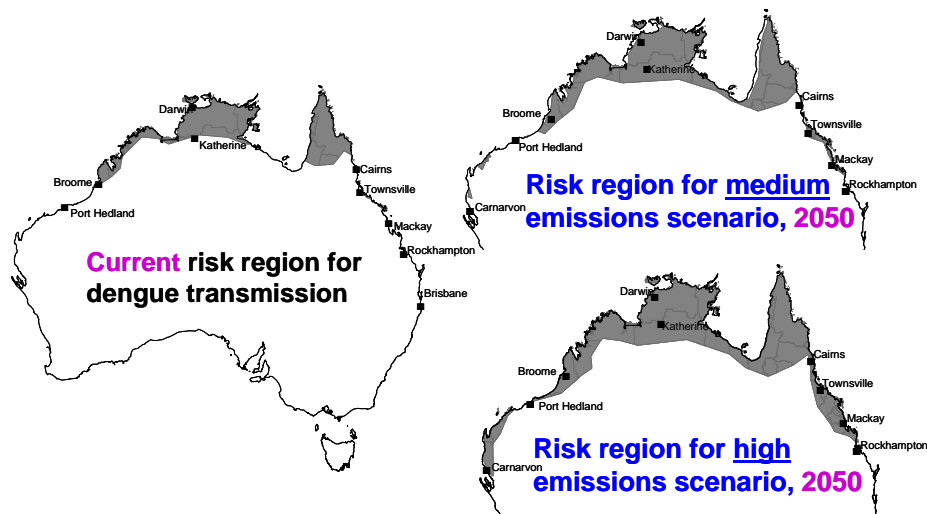 Darwin
Katherine
Broome
Port Hedland
Cairns
Townsville
Mackay
Rockhampton
Brisbane
Current risk region for
dengue transmission
Darwin
Katherine
Broome
Port Hedland
Carnarvon
Cairns
Townsville
Mackay
Rockhampton
Risk region for medium
emissions scenario, 2050
Darwin
Katherine
Broome
Port Hedland
Carnarvon
Cairns
Townsville
Mackay
Rockhampton
Risk region for high
emissions scenario, 2050